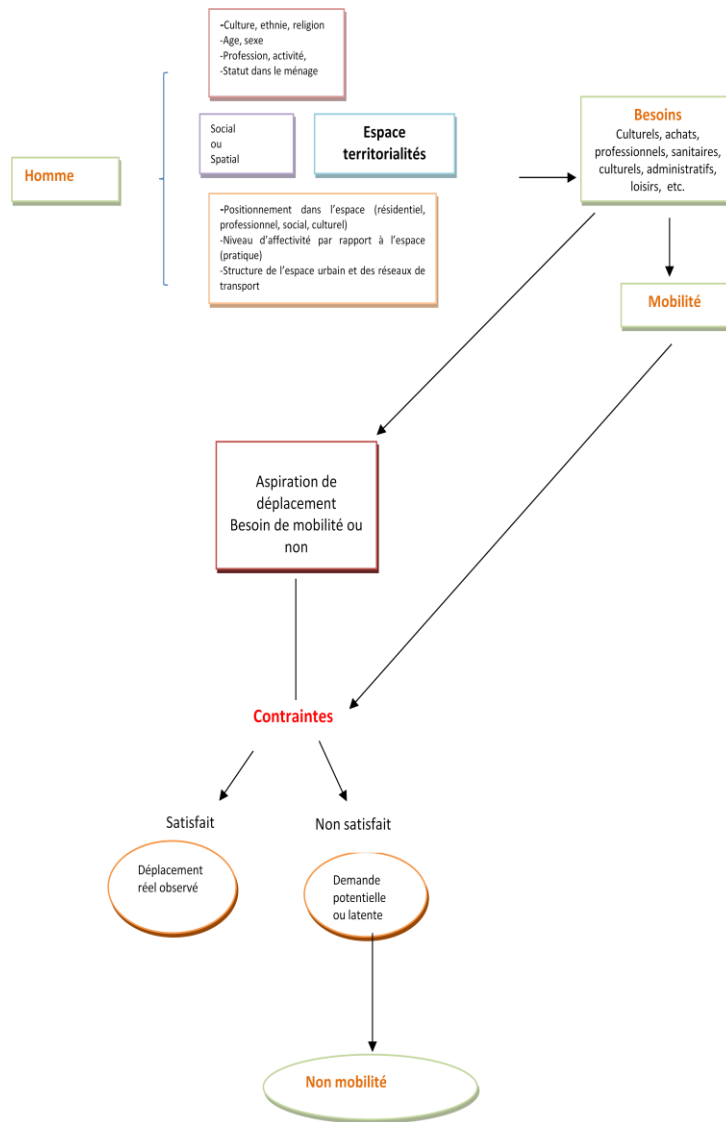 -Culture, ethnie, religion
-Age, sexe
-Profession, activité,
-Statut dans le ménage
Homme
Social
ou
Spatial
Espace
territorialités
-Positionnement dans l'espace (résidentiel,
professionnel, social, culturel)
-Niveau d'affectivité par rapport à l'espace
(pratique)
-Structure de l'espace urbain et des réseaux de
transport
Besoins
Culturels, achats,
professionnels, sanitaires,
culturels, administratifs,
loisirs, etc.
Mobilité
Aspiration de
déplacement
Besoin de mobilité ou
non
Contraintes
Satisfait
Non satisfait
Déplacement
réel observé
Demande
potentielle
ou latente
Non mobilité